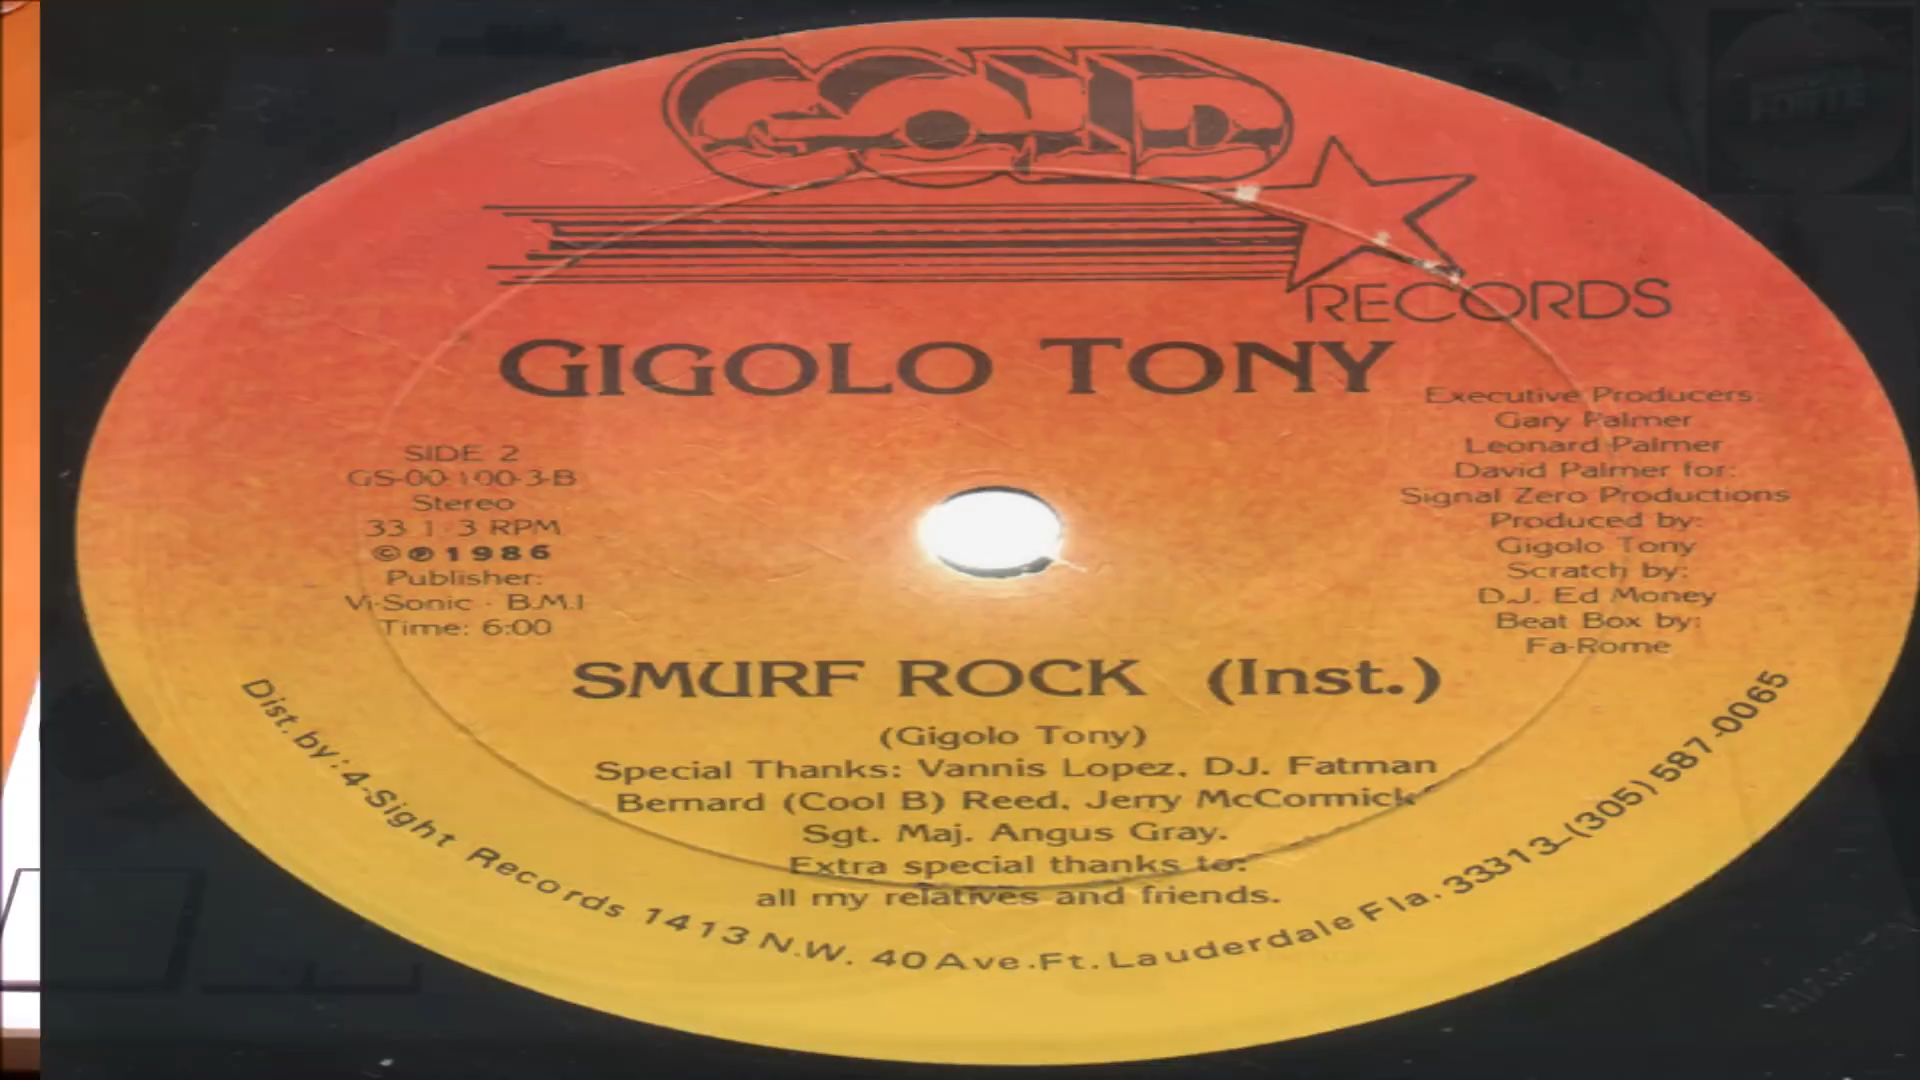 GOLD
RECORDS
GIGOLO TONY
SIDE 2
GS-00-100-3-B
Stereo
33 1 3 RPM
©℗1986
Publisher:
Vi-Sonic - B.M.I
Time: 6:00
Executive Producers:
Gary Palmer
Leonard Palmer
David Palmer for:
Signal Zero Productions
Produced by:
Gigolo Tony
Scratch by:
D.J. Ed Money
Beat Box by:
Fa-Rome
SMURF ROCK (Inst.)
(Gigolo Tony)
Special Thanks: Vannis Lopez, DJ. Fatman
Bernard (Cool B) Reed, Jerry McCormick
Sgt. Maj. Angus Gray.
Extra special thanks to:
all my relatives and friends.
Dist. by: 4-Sight Records 1413 N.W. 40 Ave. Ft. Lauderdale Fla. 33313-(305) 587-0065